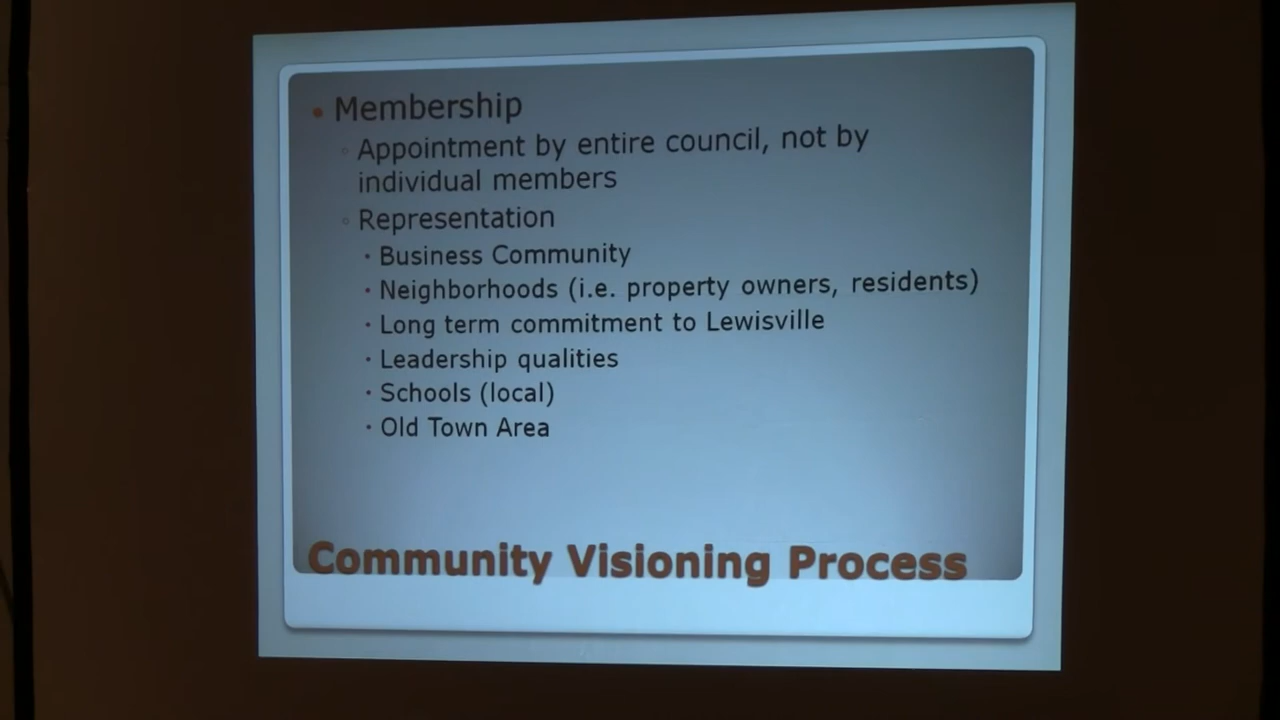 • Membership
◦ Appointment by entire council, not by
individual members
◦ Representation
· Business Community
· Neighborhoods (i.e. property owners, residents)
· Long term commitment to Lewisville
· Leadership qualities
· Schools (local)
· Old Town Area
Community Visioning Process